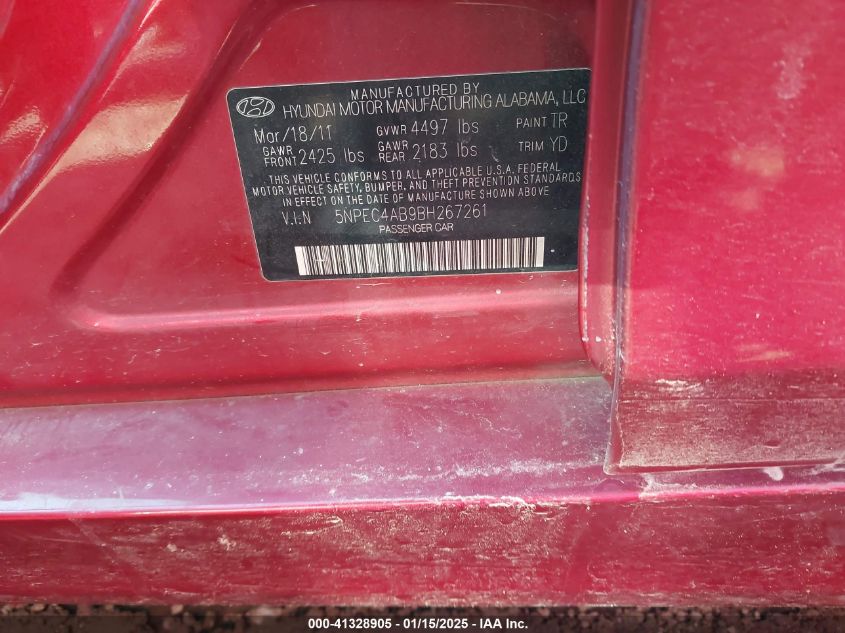 MANUFACTURED BY
HYUNDAI MOTOR MANUFACTURING ALABAMA, LLC
Mar/18/11 GVWR 4497 lbs PAINT TR
GAWR FRONT 2425 lbs GAWR REAR 2183 lbs TRIM YD
THIS VEHICLE CONFORMS TO ALL APPLICABLE U.S.A. FEDERAL
MOTOR VEHICLE SAFETY, BUMPER, AND THEFT PREVENTION STANDARDS
IN EFFECT ON THE DATE OF MANUFACTURE SHOWN ABOVE
V.I.N 5NPEC4AB9BH267261
PASSENGER CAR
000-41328905 - 01/15/2025 - IAA Inc.